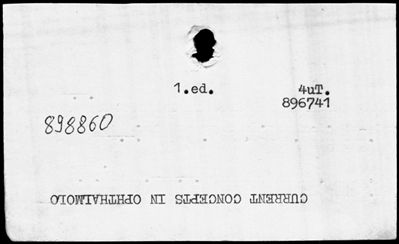 1.ed. 4uT.
896741
898860
CURRENT CONCEPTS IN OPHTHALMOLO